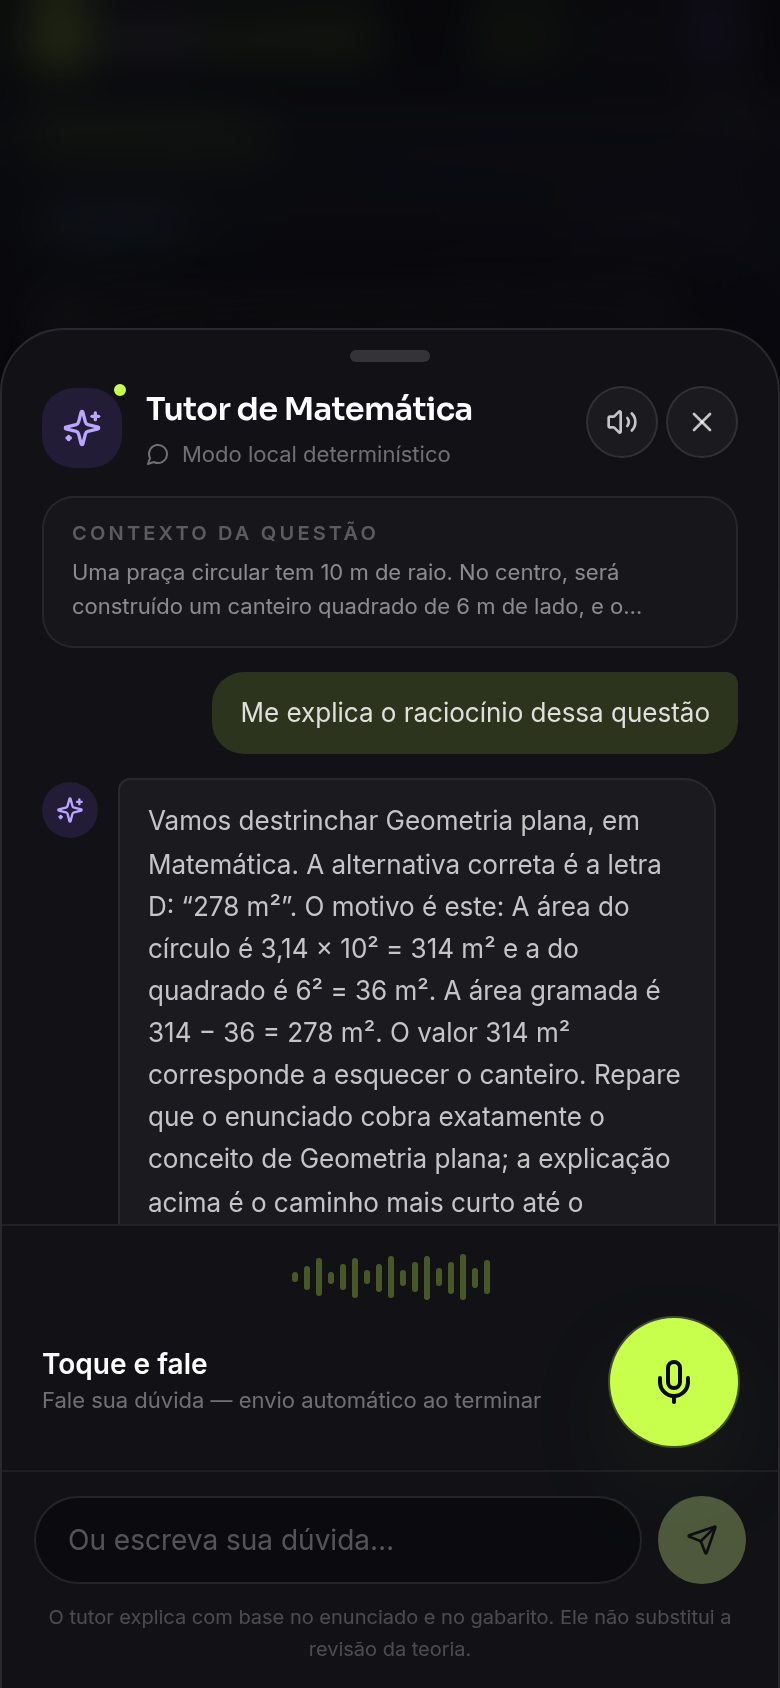 Tutor de Matemática
Modo local determinístico
CONTEXTO DA QUESTÃO
Uma praça circular tem 10 m de raio. No centro, será
construído um canteiro quadrado de 6 m de lado, e o...
Me explica o raciocínio dessa questão
Vamos destrinchar Geometria plana, em
Matemática. A alternativa correta é a letra
D: “278 m²”. O motivo é este: A área do
círculo é 3,14 × 10² = 314 m² e a do
quadrado é 6² = 36 m². A área gramada é
314 − 36 = 278 m². O valor 314 m²
corresponde a esquecer o canteiro. Repare
que o enunciado cobra exatamente o
conceito de Geometria plana; a explicação
acima é o caminho mais curto até o
Toque e fale
Fale sua dúvida — envio automático ao terminar
Ou escreva sua dúvida...
O tutor explica com base no enunciado e no gabarito. Ele não substitui a
revisão da teoria.